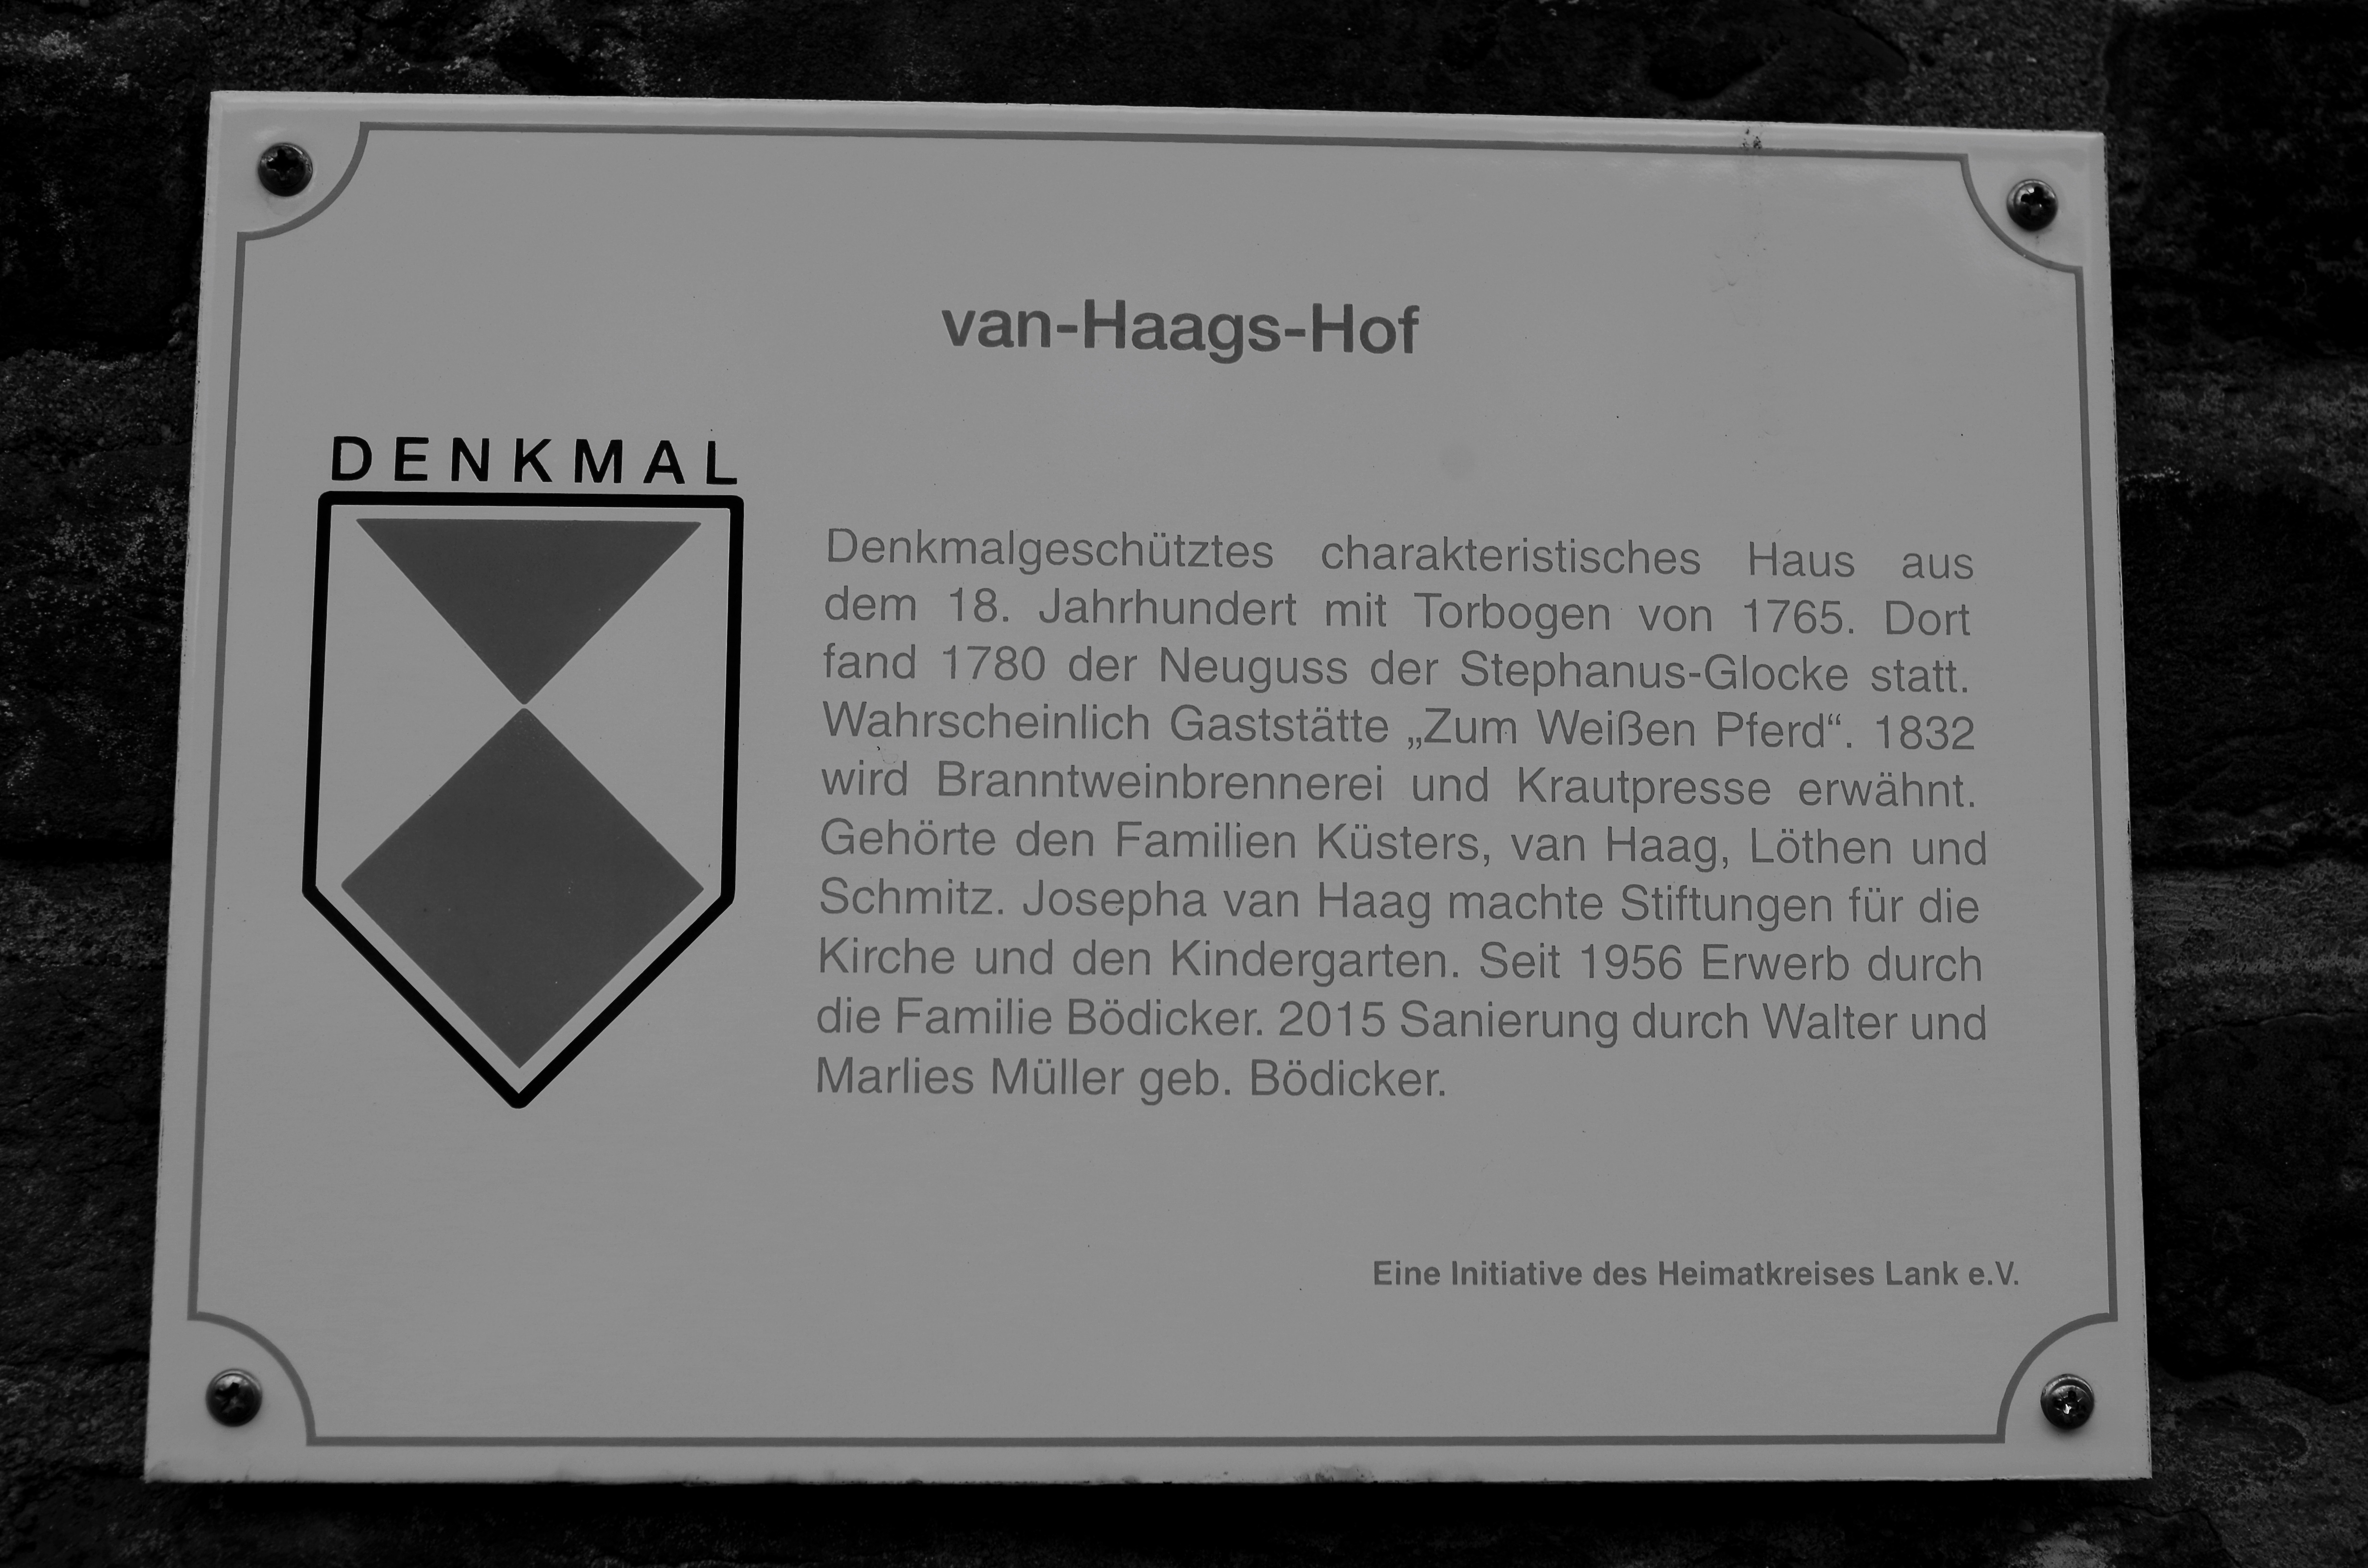 van-Haags-Hof
DENKMAL
Denkmalgeschütztes charakteristisches Haus aus
dem 18. Jahrhundert mit Torbogen von 1765. Dort
fand 1780 der Neuguss der Stephanus-Glocke statt.
Wahrscheinlich Gaststätte „Zum Weißen Pferd“. 1832
wird Branntweinbrennerei und Krautpresse erwähnt.
Gehörte den Familien Küsters, van Haag, Löthen und
Schmitz. Josepha van Haag machte Stiftungen für die
Kirche und den Kindergarten. Seit 1956 Erwerb durch
die Familie Bödicker. 2015 Sanierung durch Walter und
Marlies Müller geb. Bödicker.
Eine Initiative des Heimatkreises Lank e.V.